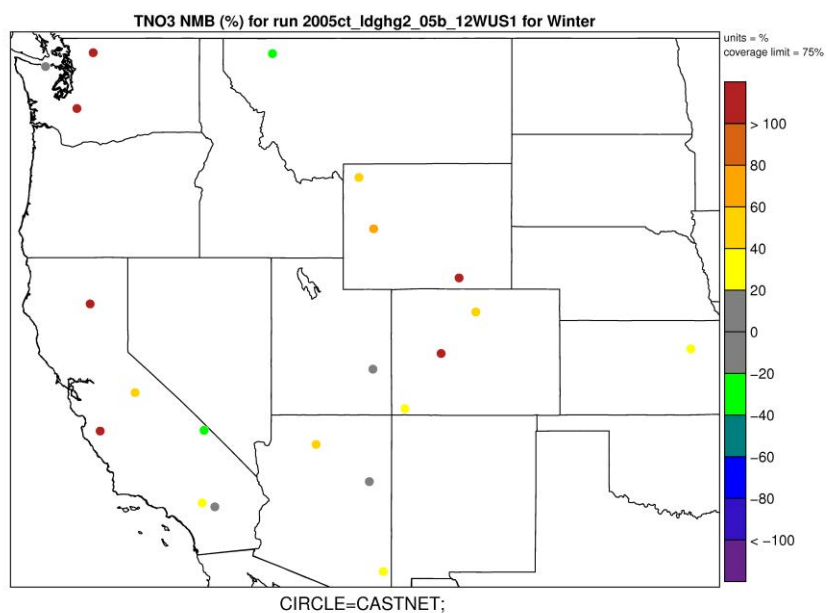 TNO3 NMB (%) for run 2005ct_ldghg2_05b_12WUS1 for Winter
units = %
coverage limit = 75%
> 100
80
60
40
20
0
−20
−40
−60
−80
< −100
CIRCLE=CASTNET;